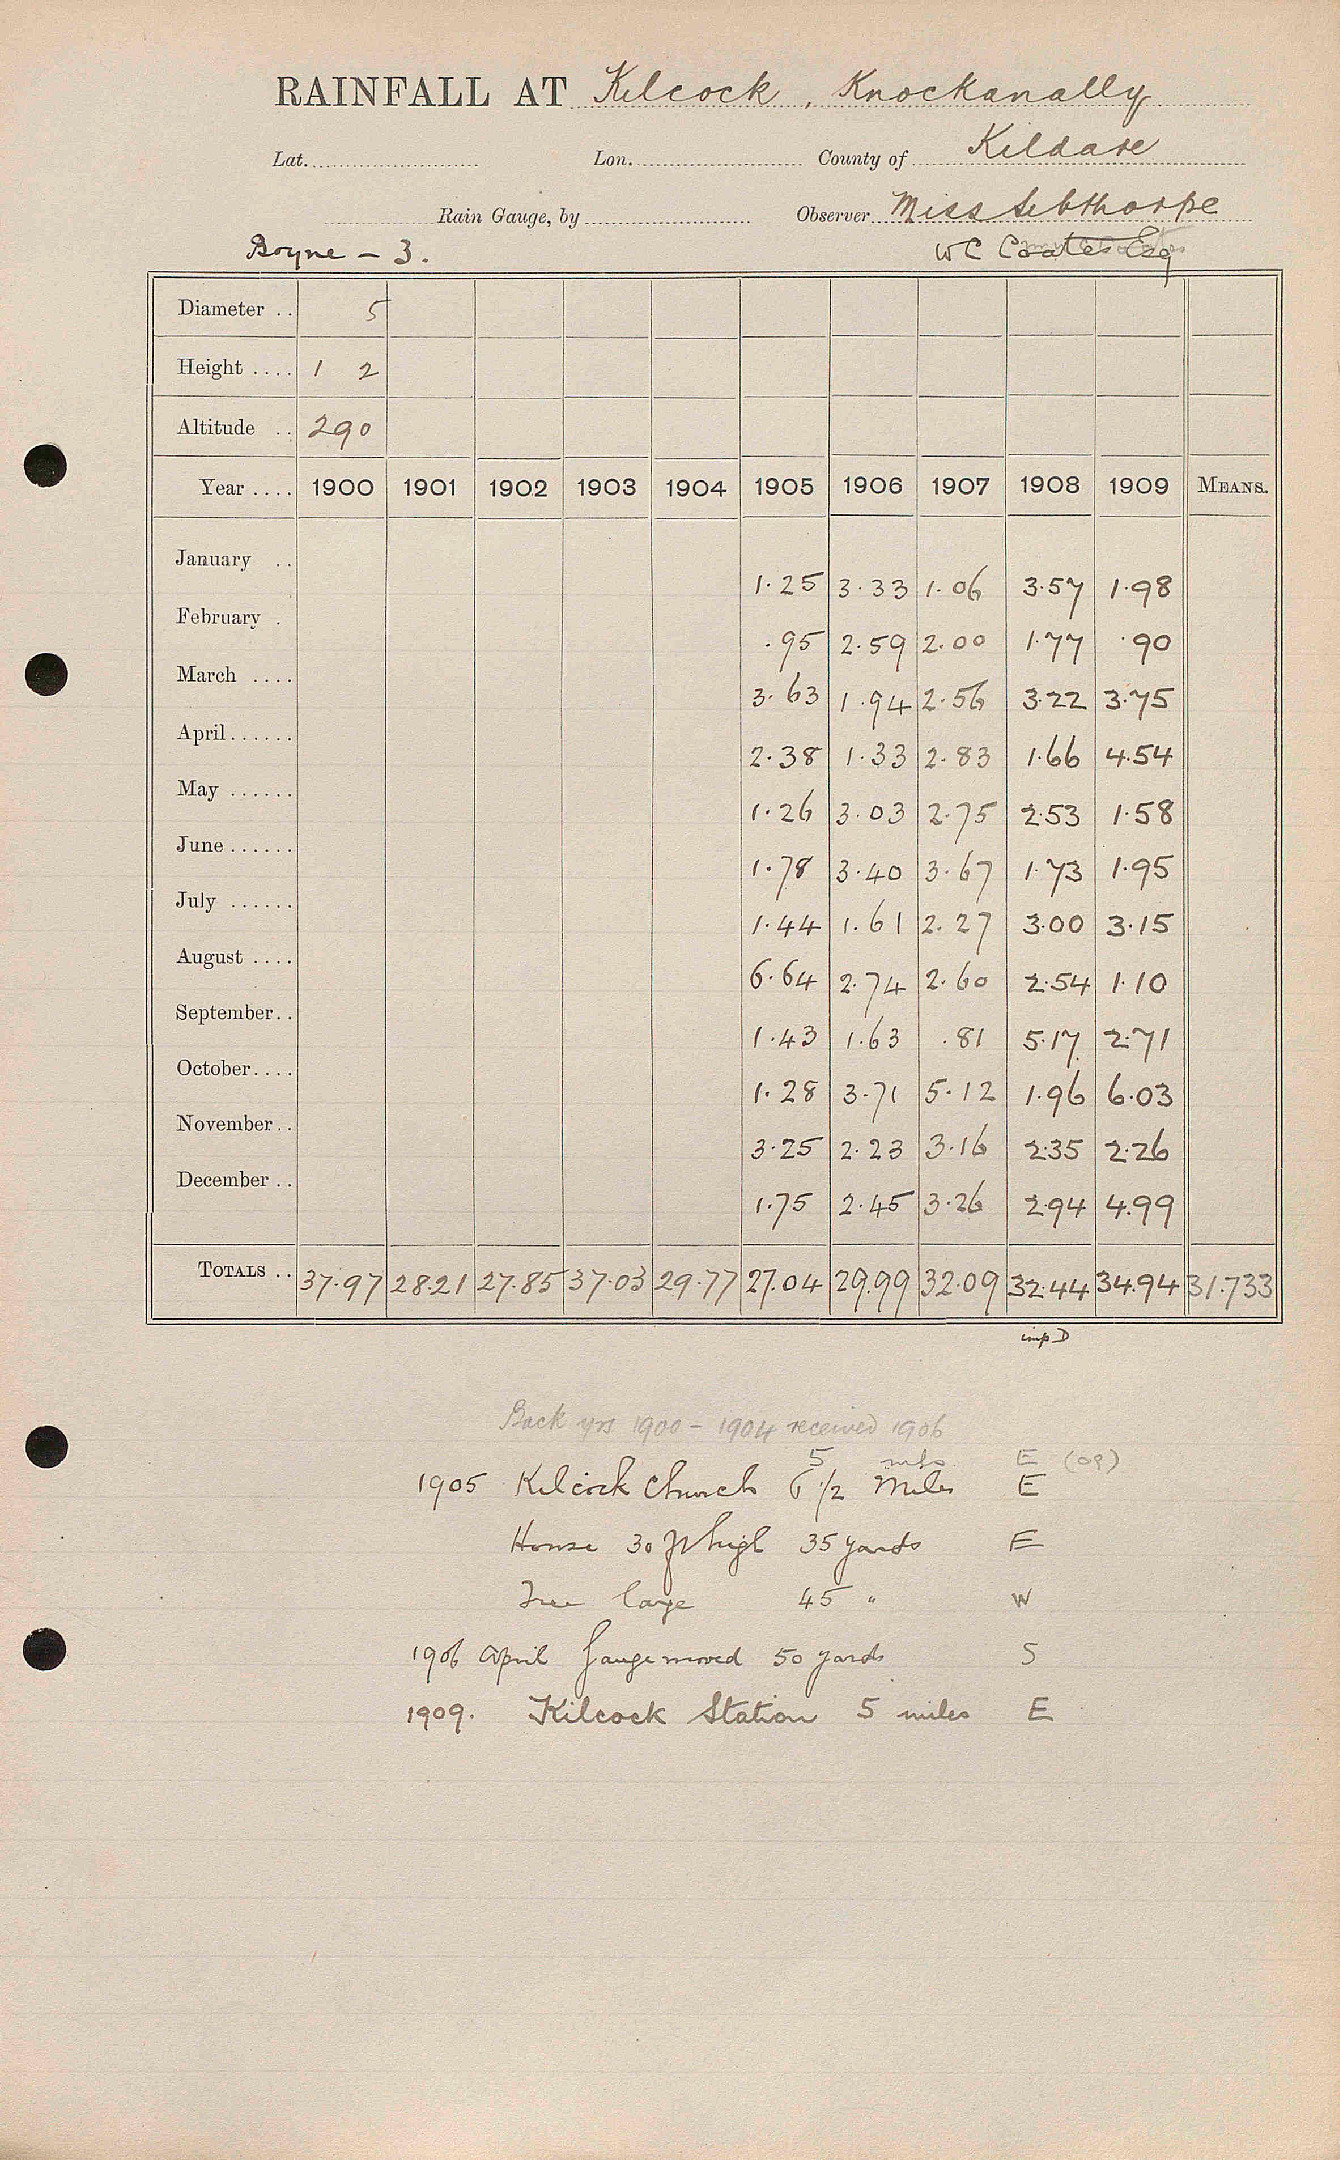 RAINFALL AT Kilcock, Knockanally
Lat. Lon. County of Kildare
Rain Gauge, by Observer Miss Sibthorpe
Boyne - 3. WC Coates Esq
Diameter .. 5
Height .... 1 2
Altitude .. 290
Year .... 1900 1901 1902 1903 1904 1905 1906 1907 1908 1909 MEANS.
January .. 1.25 3.33 1.06 3.57 1.98
February . .95 2.59 2.00 1.77 .90
March .... 3.63 1.94 2.56 3.22 3.75
April...... 2.38 1.33 2.83 1.66 4.54
May ...... 1.26 3.03 2.75 2.53 1.58
June...... 1.78 3.40 3.67 1.73 1.95
July ...... 1.44 1.61 2.27 3.00 3.15
August .... 6.64 2.74 2.60 2.54 1.10
September.. 1.43 1.63 .81 5.17 2.71
October.... 1.28 3.71 5.12 1.96 6.03
November.. 3.25 2.23 3.16 2.35 2.26
December .. 1.75 2.45 3.26 2.94 4.99
TOTALS .. 37.97 28.21 27.85 37.03 29.77 27.04 29.99 32.09 32.44 34.94 31.733
imp D
Back yrs 1900 - 1904 received 1906
5 mls E (09)
1905 Kilcock Church 6 1/2 Miles E
House 30 ft high 35 yards E
Tree large 45 " W
1906 April Gauge moved 50 yards S
1909. Kilcock Station 5 miles E